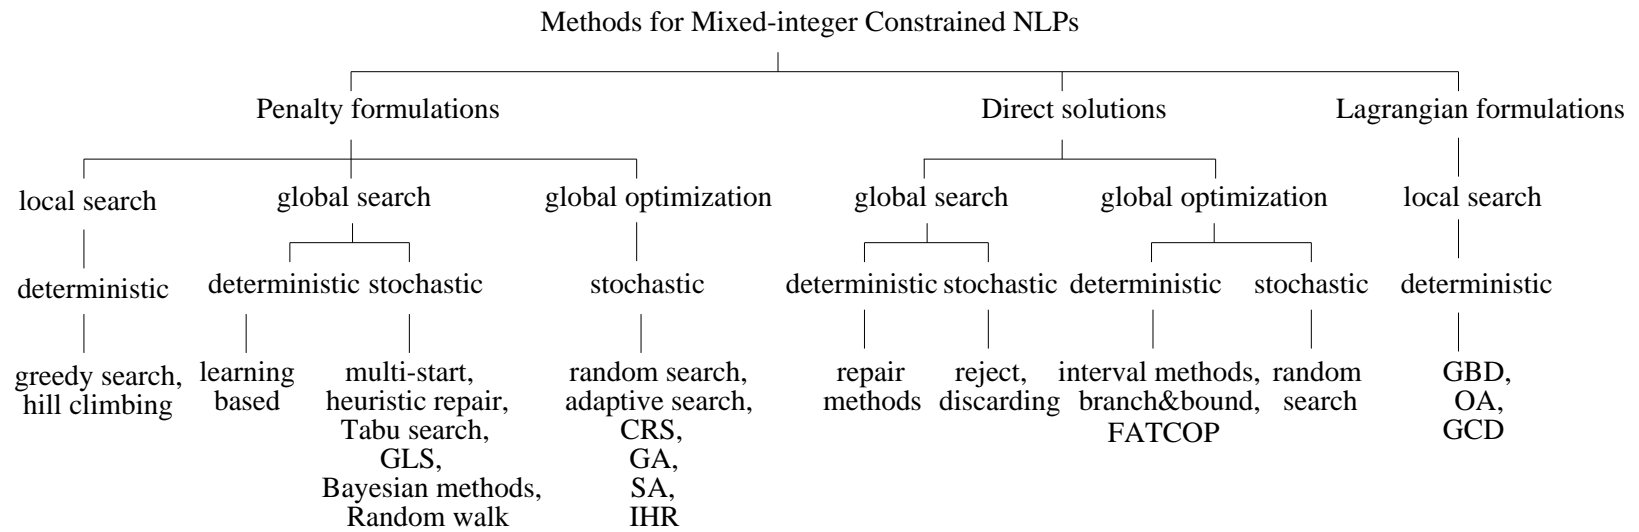 Methods for Mixed-integer Constrained NLPs
Penalty formulations
Direct solutions
Lagrangian formulations
local search
global search
global optimization
global search
global optimization
local search
deterministic
deterministic
stochastic
stochastic
deterministic
stochastic
deterministic
stochastic
deterministic
greedy search,
hill climbing
learning
based
multi-start,
heuristic repair,
Tabu search,
GLS,
Bayesian methods,
Random walk
random search,
adaptive search,
CRS,
GA,
SA,
IHR
repair
methods
reject,
discarding
interval methods,
branch&bound,
FATCOP
random
search
GBD,
OA,
GCD